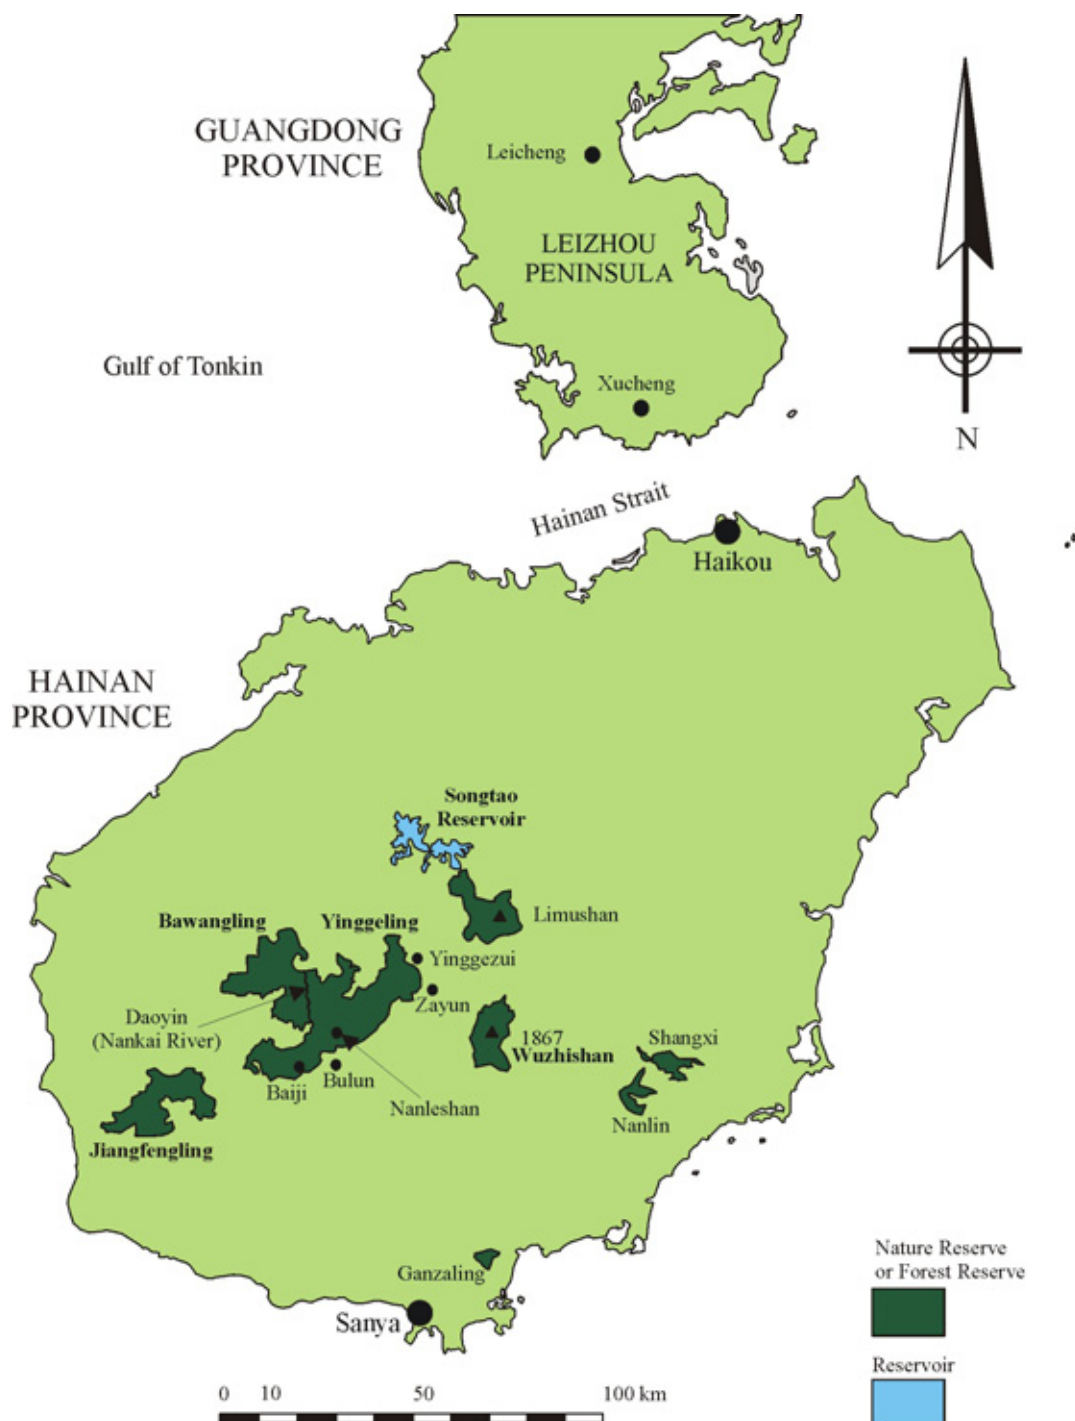 GUANGDONG
PROVINCE
Leicheng
LEIZHOU
PENINSULA
Gulf of Tonkin
Xucheng
N
Hainan Strait
Haikou
HAINAN
PROVINCE
Songtao
Reservoir
Bawangling
Yinggeling
Limushan
Yinggezui
Zayun
Daoyin
(Nankai River)
1867
Wuzhishan
Shangxi
Baiji
Bulun
Nanleshan
Nanlin
Jiangfengling
Ganzaling
Sanya
Nature Reserve
or Forest Reserve
Reservoir
0 10 50 100 km